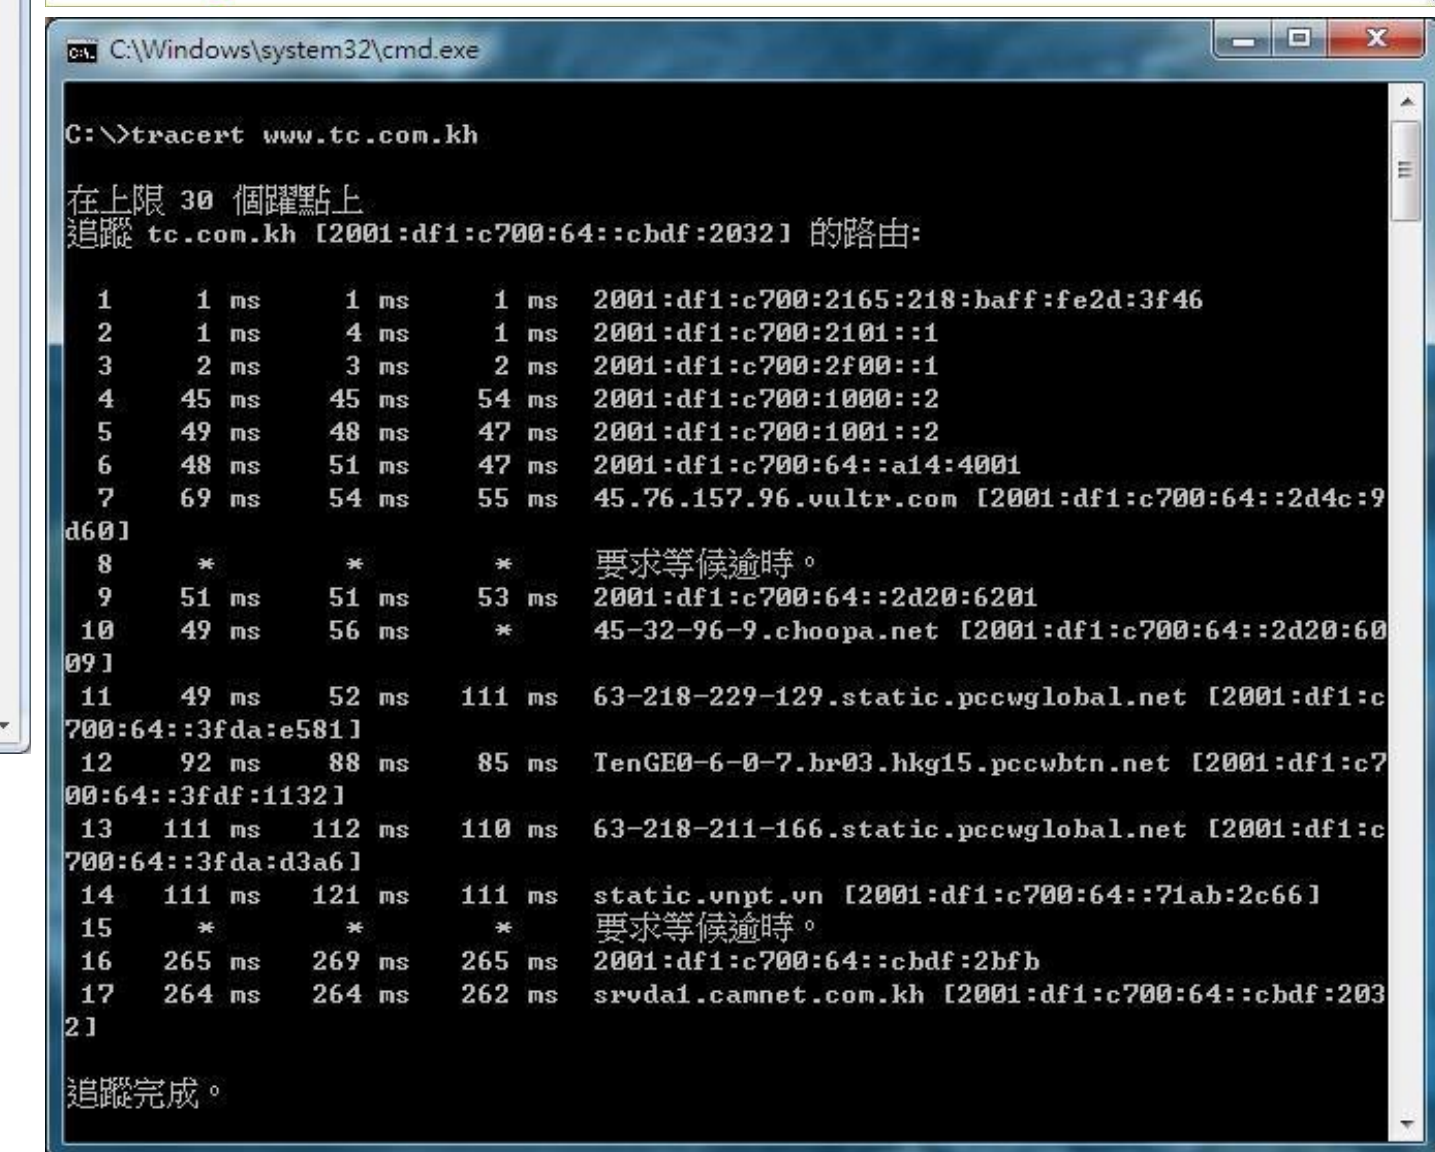 C:\Windows\system32\cmd.exe
C:\>tracert www.tc.com.kh
在上限 30 個躍點上
追蹤 tc.com.kh [2001:df1:c700:64::cbdf:2032] 的路由:
1 1 ms 1 ms 1 ms 2001:df1:c700:2165:218:baff:fe2d:3f46
2 1 ms 4 ms 1 ms 2001:df1:c700:2101::1
3 2 ms 3 ms 2 ms 2001:df1:c700:2f00::1
4 45 ms 45 ms 54 ms 2001:df1:c700:1000::2
5 49 ms 48 ms 47 ms 2001:df1:c700:1001::2
6 48 ms 51 ms 47 ms 2001:df1:c700:64::a14:4001
7 69 ms 54 ms 55 ms 45.76.157.96.vultr.com [2001:df1:c700:64::2d4c:9
d60]
8 * * * 要求等候逾時。
9 51 ms 51 ms 53 ms 2001:df1:c700:64::2d20:6201
10 49 ms 56 ms * 45-32-96-9.choopa.net [2001:df1:c700:64::2d20:60
09]
11 49 ms 52 ms 111 ms 63-218-229-129.static.pccwglobal.net [2001:df1:c
700:64::3fda:e581]
12 92 ms 88 ms 85 ms TenGE0-6-0-7.br03.hkg15.pccwbtn.net [2001:df1:c7
00:64::3fdf:1132]
13 111 ms 112 ms 110 ms 63-218-211-166.static.pccwglobal.net [2001:df1:c
700:64::3fda:d3a6]
14 111 ms 121 ms 111 ms static.vnpt.vn [2001:df1:c700:64::71ab:2c66]
15 * * * 要求等候逾時。
16 265 ms 269 ms 265 ms 2001:df1:c700:64::cbdf:2bfb
17 264 ms 264 ms 262 ms srvda1.camnet.com.kh [2001:df1:c700:64::cbdf:203
2]
追蹤完成。